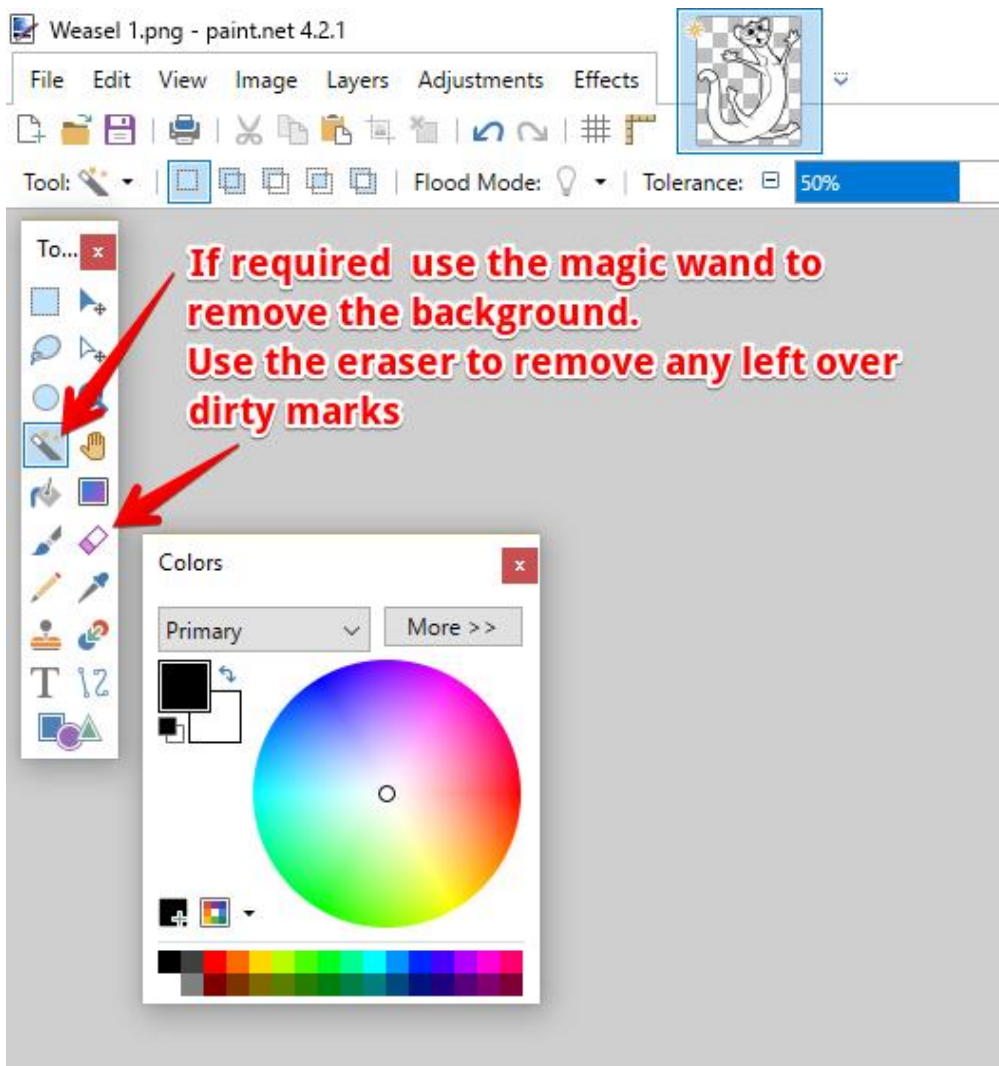 Weasel 1.png - paint.net 4.2.1
File Edit View Image Layers Adjustments Effects
Tool: Flood Mode: Tolerance: 50%
To...
If required use the magic wand to
remove the background.
Use the eraser to remove any left over
dirty marks
Colors
Primary More >>